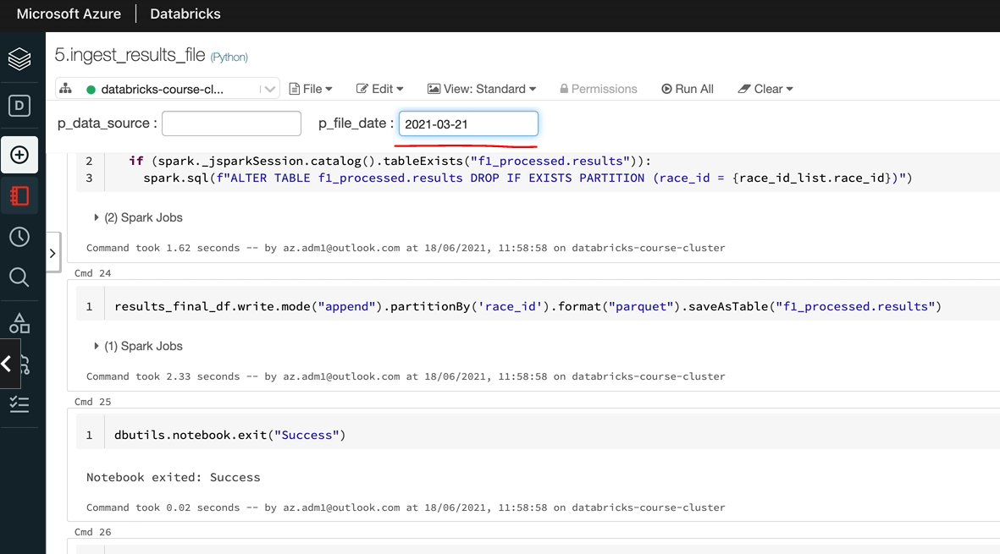 Microsoft Azure | Databricks
5.ingest_results_file (Python)
databricks-course-cl... File Edit View: Standard Permissions Run All Clear
p_data_source : p_file_date : 2021-03-21
2 if (spark._jsparkSession.catalog().tableExists("f1_processed.results")):
3 spark.sql(f"ALTER TABLE f1_processed.results DROP IF EXISTS PARTITION (race_id = {race_id_list.race_id})")
(2) Spark Jobs
Command took 1.62 seconds -- by az.adm1@outlook.com at 18/06/2021, 11:58:58 on databricks-course-cluster
Cmd 24
1 results_final_df.write.mode("append").partitionBy('race_id').format("parquet").saveAsTable("f1_processed.results")
(1) Spark Jobs
Command took 2.33 seconds -- by az.adm1@outlook.com at 18/06/2021, 11:58:58 on databricks-course-cluster
Cmd 25
1 dbutils.notebook.exit("Success")
Notebook exited: Success
Command took 0.02 seconds -- by az.adm1@outlook.com at 18/06/2021, 11:58:58 on databricks-course-cluster
Cmd 26